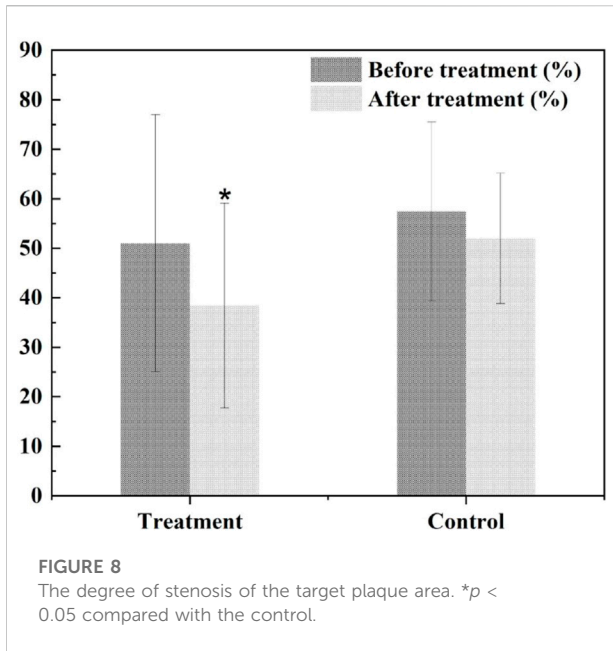 90
80
70
60
50
40
30
20
10
0
Before treatment (%)
After treatment (%)
*
Treatment
Control
FIGURE 8
The degree of stenosis of the target plaque area. *p <
0.05 compared with the control.